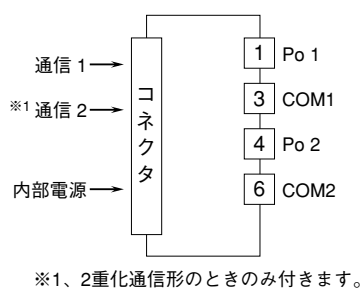 通信 1
※1 通信 2
内部電源
コネクタ
1 Po 1
3 COM1
4 Po 2
6 COM2
※1、2重化通信形のときのみ付きます。